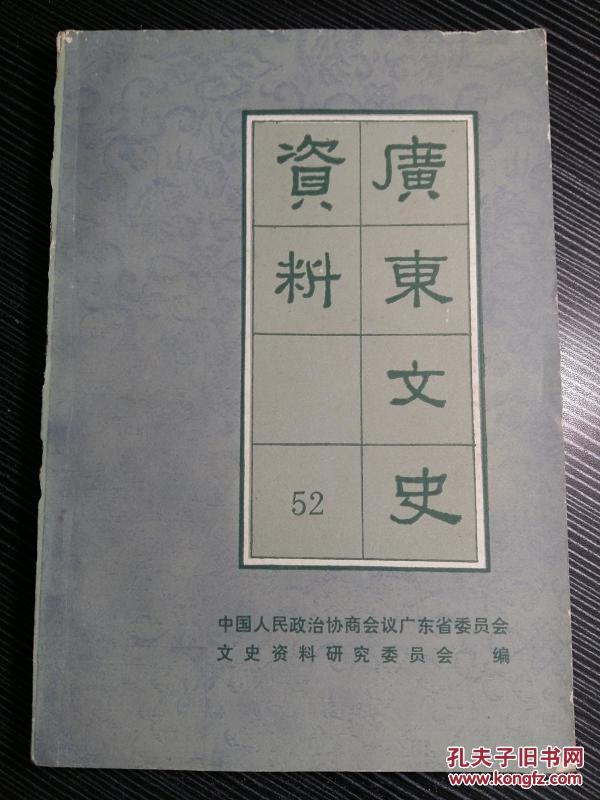 廣東文史
資料
52
中国人民政治协商会议广东省委员会
文史资料研究委员会 编
孔夫子旧书网
www.kongfz.com